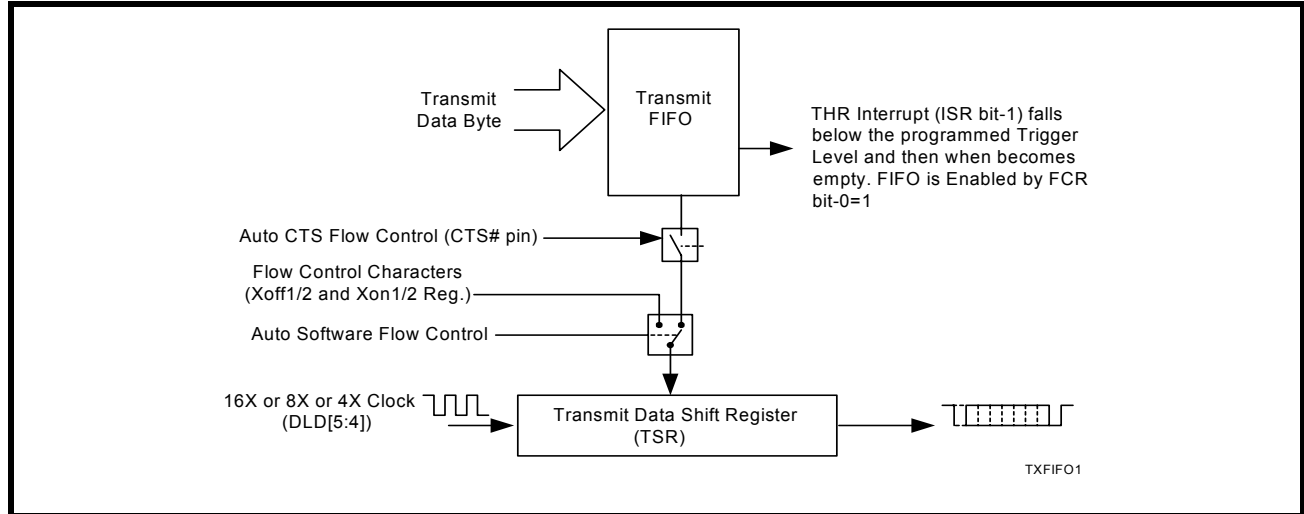 Transmit
Data Byte
Transmit
FIFO
THR Interrupt (ISR bit-1) falls
below the programmed Trigger
Level and then when becomes
empty. FIFO is Enabled by FCR
bit-0=1
Auto CTS Flow Control (CTS# pin)
Flow Control Characters
(Xoff1/2 and Xon1/2 Reg.)
Auto Software Flow Control
16X or 8X or 4X Clock
(DLD[5:4])
Transmit Data Shift Register
(TSR)
TXFIFO1